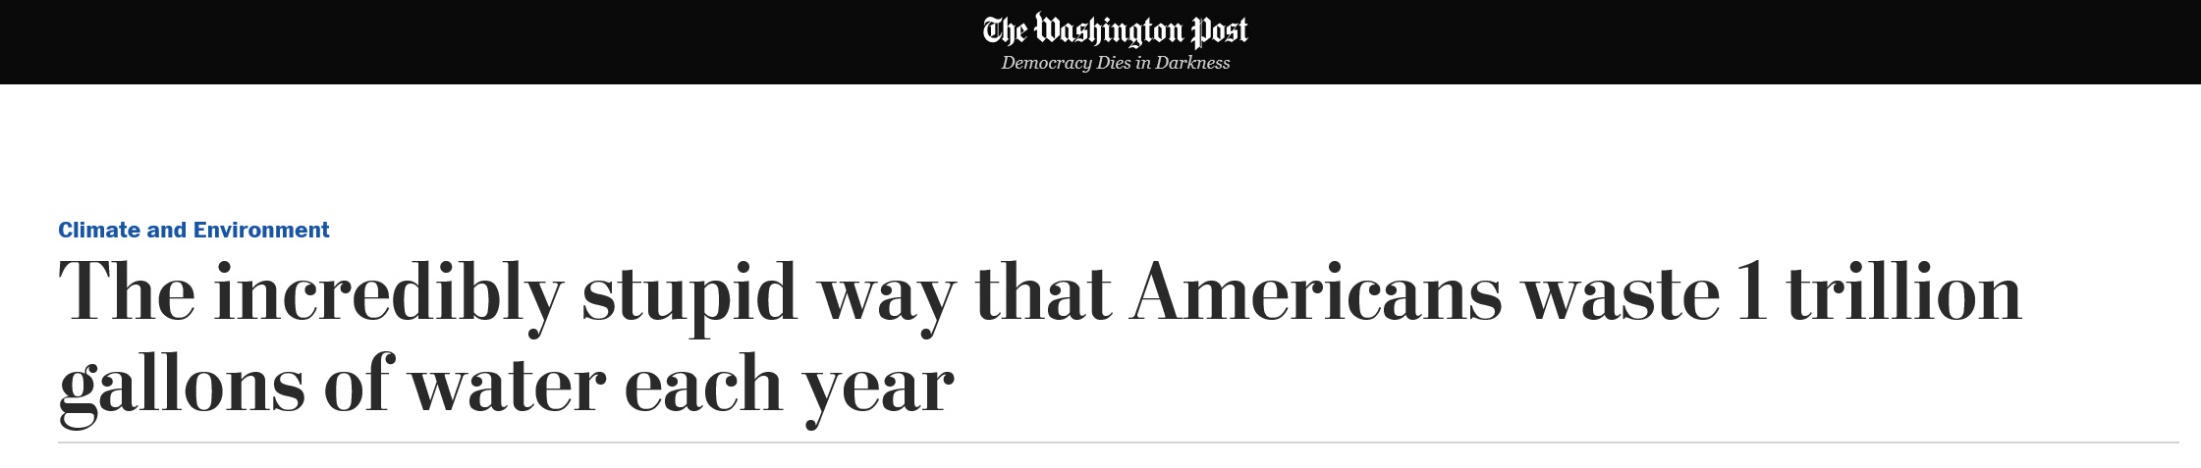 The Washington Post
Democracy Dies in Darkness
Climate and Environment
The incredibly stupid way that Americans waste 1 trillion
gallons of water each year